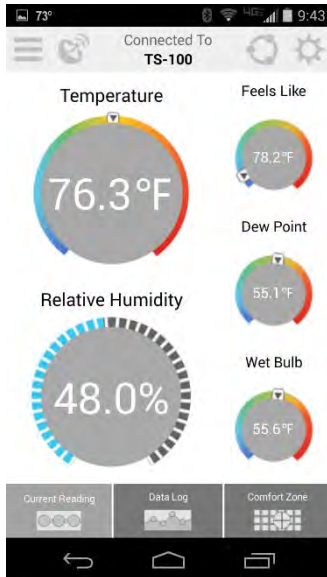 73° 4G 9:43
Connected To
TS-100
Temperature
76.3°F
Feels Like
78.2°F
Dew Point
55.1°F
Relative Humidity
48.0%
Wet Bulb
55.6°F
Current Reading
Data Log
Comfort Zone